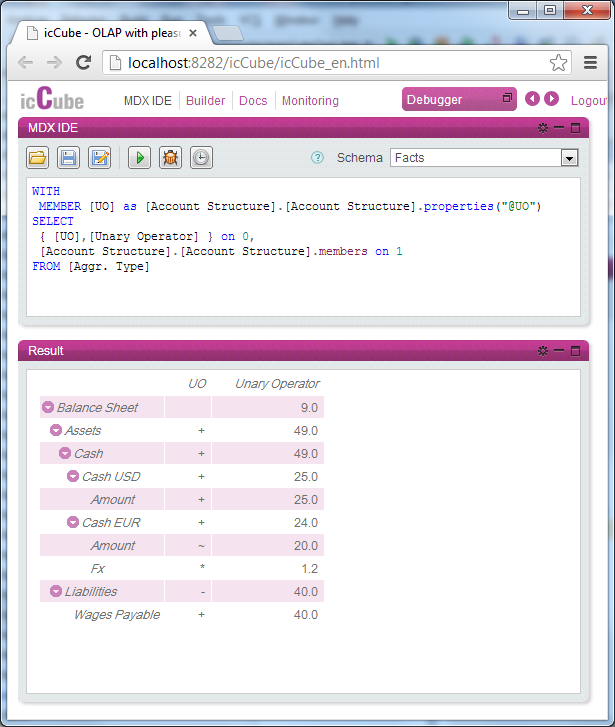 icCube - OLAP with pleasu
localhost:8282/icCube/icCube_en.html
icCube
MDX IDE
Builder
Docs
Monitoring
Debugger
Logout
MDX IDE
Schema
Facts
WITH
MEMBER [UO] as [Account Structure].[Account Structure].properties("@UO")
SELECT
{ [UO],[Unary Operator] } on 0,
[Account Structure].[Account Structure].members on 1
FROM [Aggr. Type]
Result
UO Unary Operator
Balance Sheet 9.0
Assets + 49.0
Cash + 49.0
Cash USD + 25.0
Amount + 25.0
Cash EUR + 24.0
Amount ~ 20.0
Fx * 1.2
Liabilities - 40.0
Wages Payable + 40.0